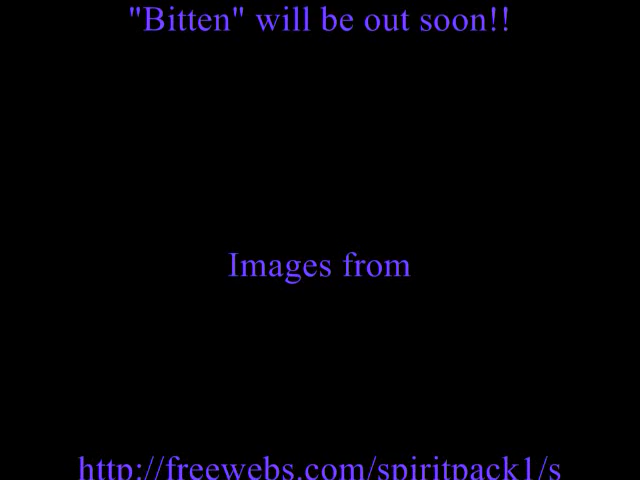 "Bitten" will be out soon!!
Images from
http://freewebs.com/spiritpack1/s